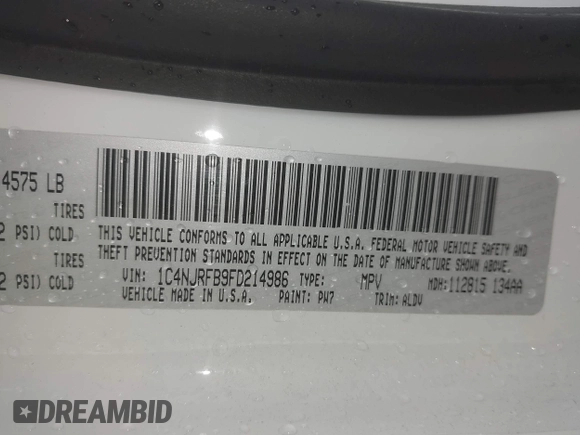 4575 LB
TIRES
2 PSI) COLD
TIRES
2 PSI) COLD
THIS VEHICLE CONFORMS TO ALL APPLICABLE U.S.A. FEDERAL MOTOR VEHICLE SAFETY AND
THEFT PREVENTION STANDARDS IN EFFECT ON THE DATE OF MANUFACTURE SHOWN ABOVE.
VIN: 1C4NJRFB9FD214986 TYPE: MPV MDH:112815 134AA
VEHICLE MADE IN U.S.A. PAINT: PW7 TRIM: ALDV
DREAMBID